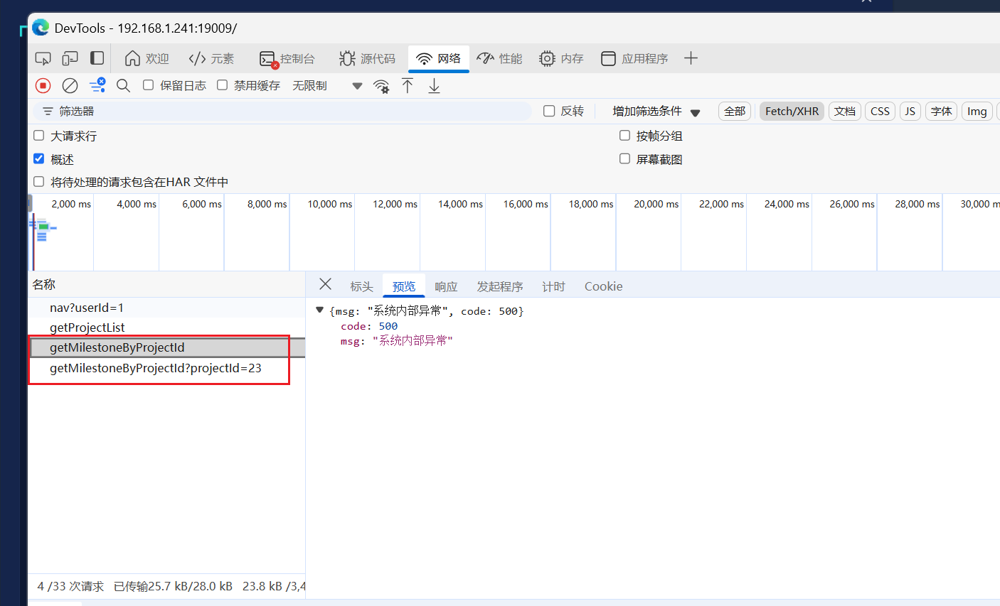 DevTools - 192.168.1.241:19009/
欢迎 元素 控制台 源代码 网络 性能 内存 应用程序
保留日志 禁用缓存 无限制
筛选器 反转 增加筛选条件 全部 Fetch/XHR 文档 CSS JS 字体 Img
大请求行 按帧分组
概述 屏幕截图
将待处理的请求包含在HAR 文件中
2,000 ms 4,000 ms 6,000 ms 8,000 ms 10,000 ms 12,000 ms 14,000 ms 16,000 ms 18,000 ms 20,000 ms 22,000 ms 24,000 ms 26,000 ms 28,000 ms 30,000 m
名称 标头 预览 响应 发起程序 计时 Cookie
nav?userId=1
getProjectList
getMilestoneByProjectId
getMilestoneByProjectId?projectId=23
{msg: "系统内部异常", code: 500}
code: 500
msg: "系统内部异常"
4 /33 次请求 已传输25.7 kB/28.0 kB 23.8 kB /3,4